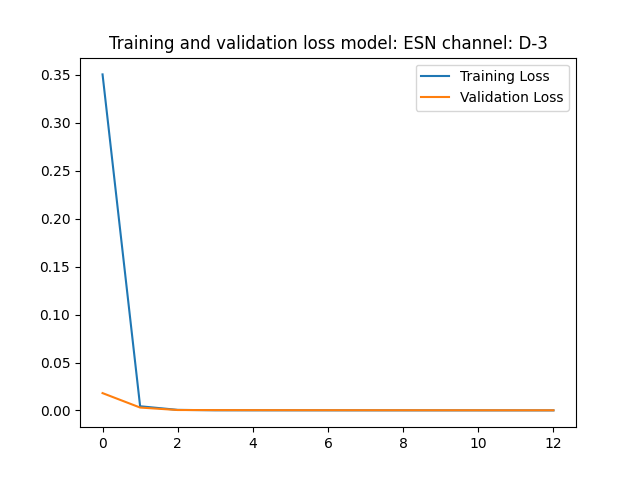 Training and validation loss model: ESN channel: D-3
Training Loss
Validation Loss
0.35
0.30
0.25
0.20
0.15
0.10
0.05
0.00
0 2 4 6 8 10 12